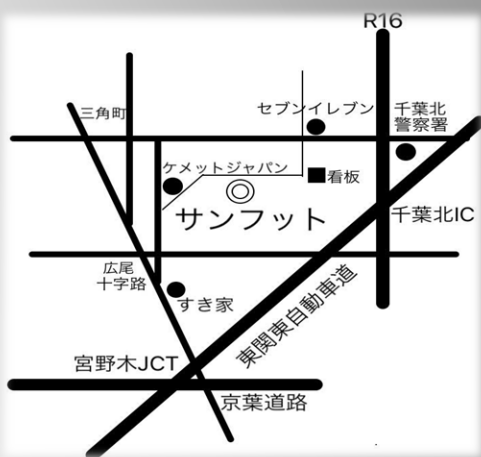 R16
三角町
セブンイレブン
千葉北
警察署
ケメットジャパン
看板
サンフット
千葉北IC
広尾
十字路
すき家
東関東自動車道
宮野木JCT
京葉道路